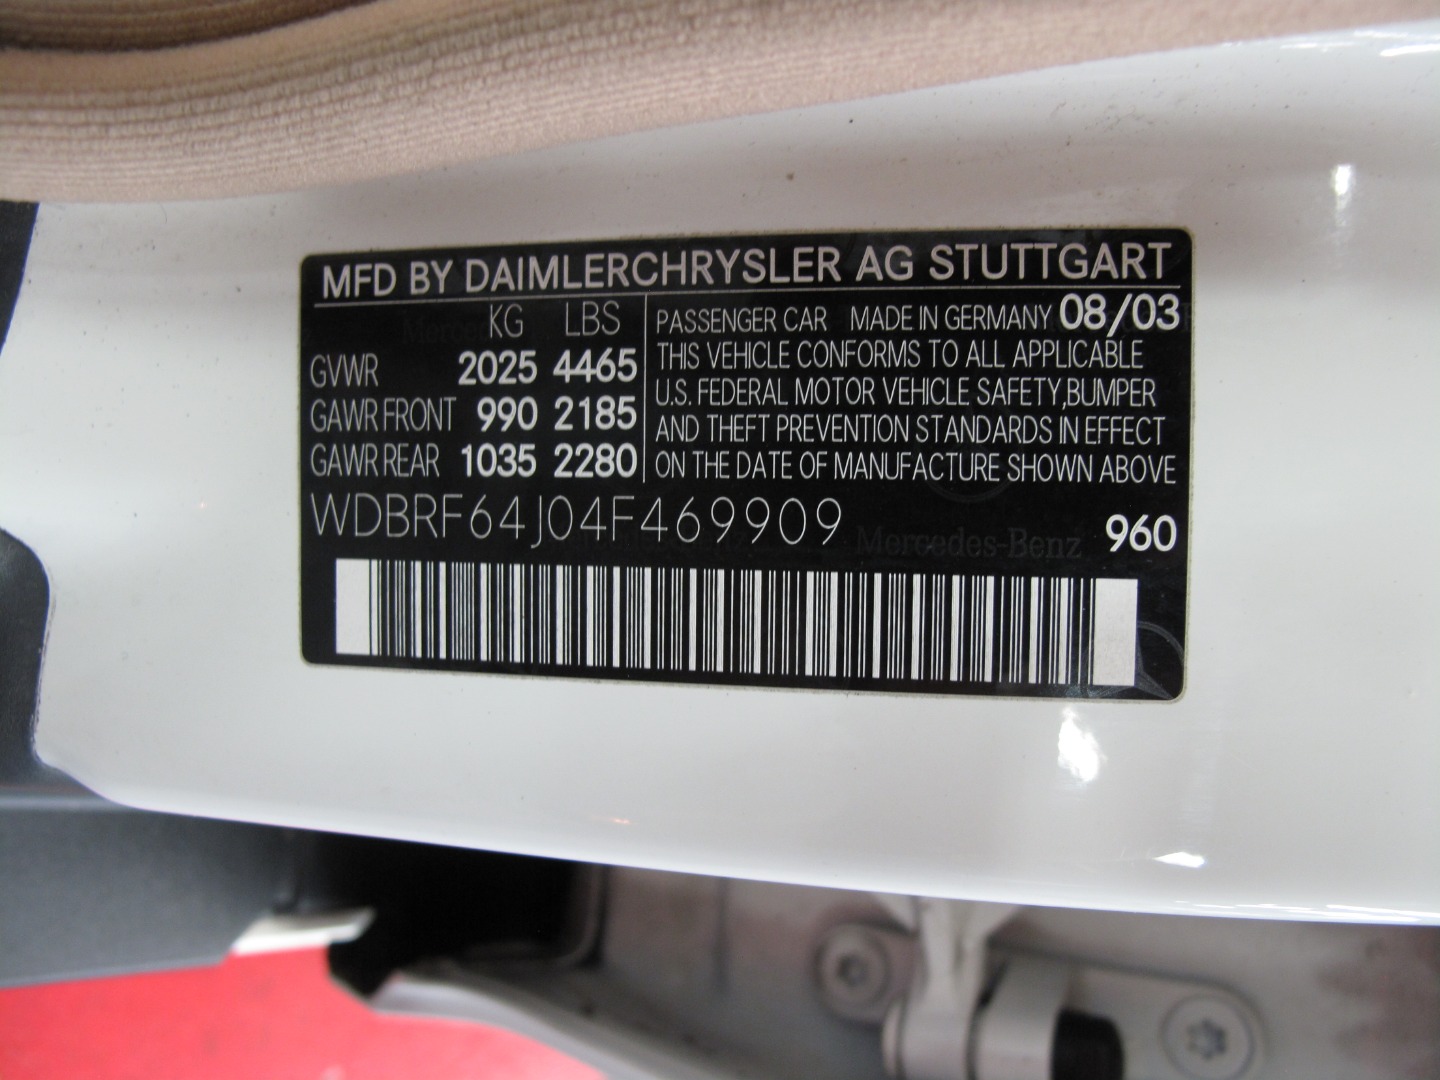 MFD BY DAIMLERCHRYSLER AG STUTTGART
KG LBS
GVWR 2025 4465
GAWR FRONT 990 2185
GAWR REAR 1035 2280
PASSENGER CAR MADE IN GERMANY 08/03
THIS VEHICLE CONFORMS TO ALL APPLICABLE
U.S. FEDERAL MOTOR VEHICLE SAFETY, BUMPER
AND THEFT PREVENTION STANDARDS IN EFFECT
ON THE DATE OF MANUFACTURE SHOWN ABOVE
WDBRF64J04F469909
Mercedes-Benz
960